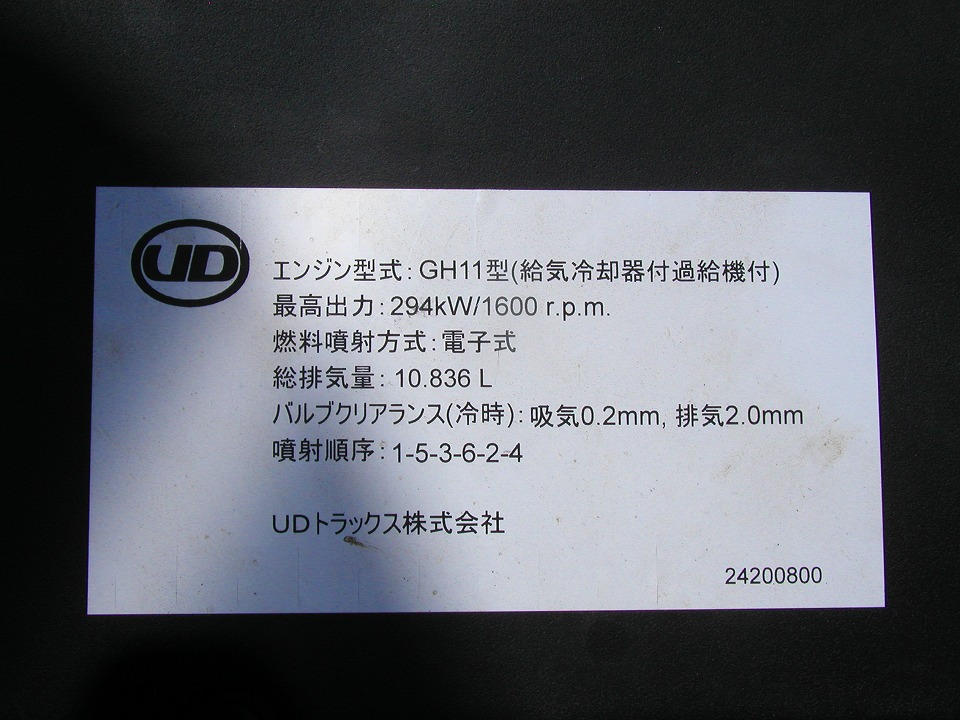 UD
エンジン型式: GH11型(給気冷却器付過給機付)
最高出力: 294kW/1600 r.p.m.
燃料噴射方式: 電子式
総排気量: 10.836 L
バルブクリアランス(冷時): 吸気0.2mm, 排気2.0mm
噴射順序: 1-5-3-6-2-4
UDトラックス株式会社
24200800